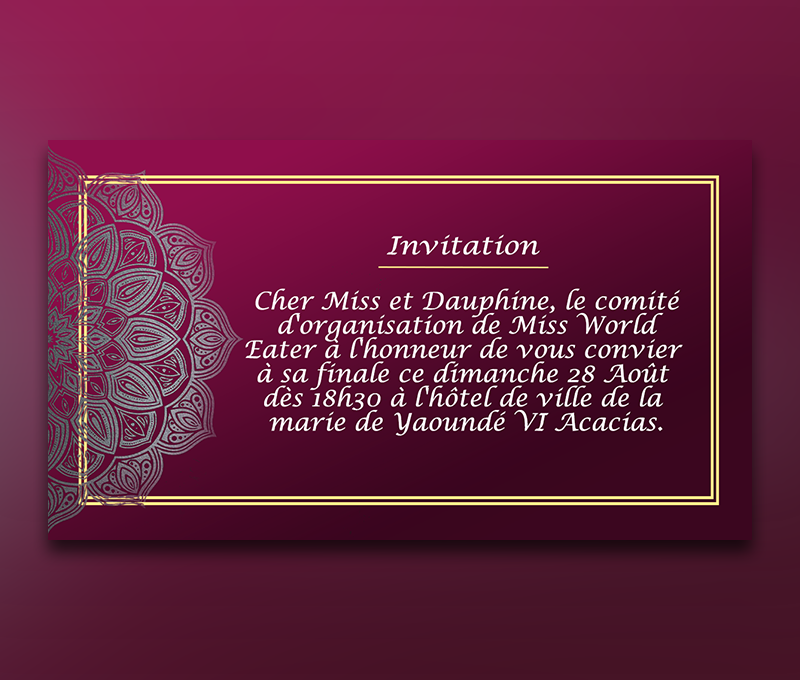 Invitation
Cher Miss et Dauphine, le comité
d'organisation de Miss World
Eater à l'honneur de vous convier
à sa finale ce dimanche 28 Août
dès 18h30 à l'hôtel de ville de la
marie de Yaoundé VI Acacias.